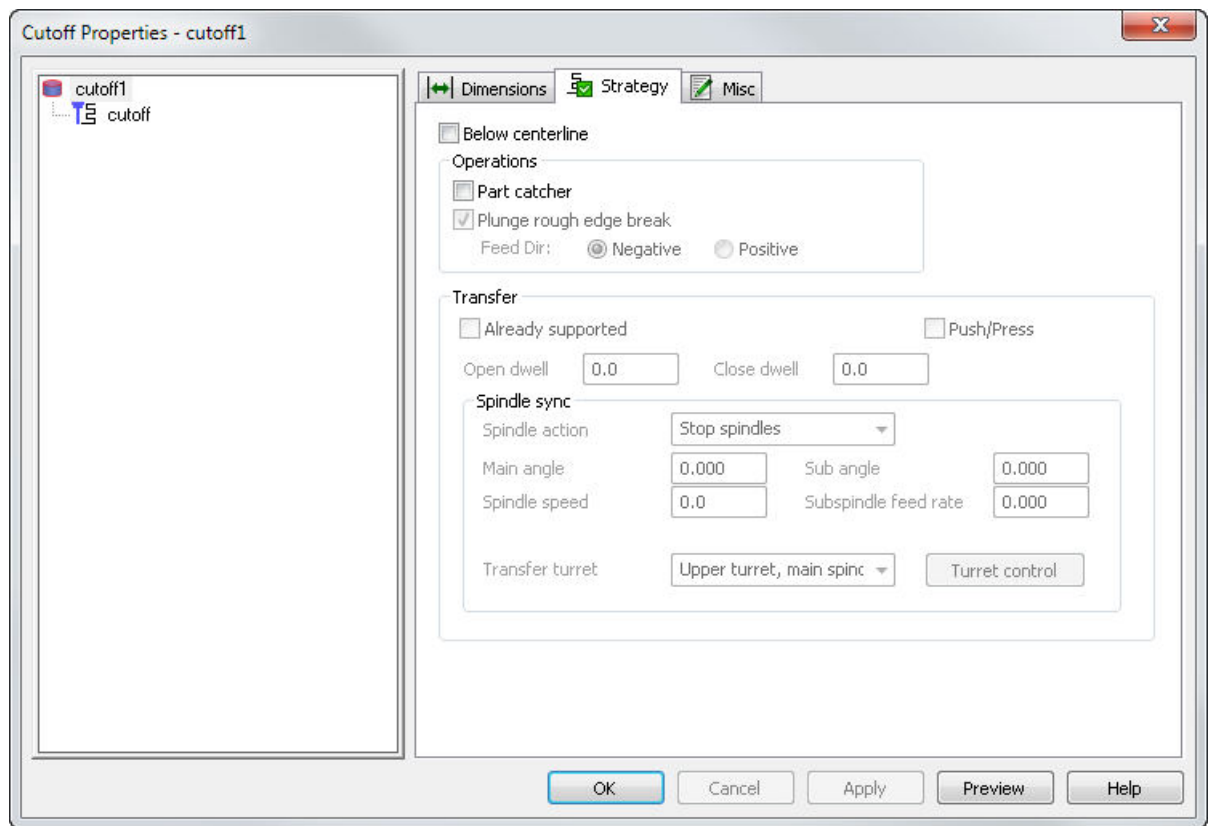 Cutoff Properties - cutoff1
cutoff1
cutoff
Dimensions Strategy Misc
Below centerline
Operations
Part catcher
Plunge rough edge break
Feed Dir: Negative Positive
Transfer
Already supported Push/Press
Open dwell 0.0 Close dwell 0.0
Spindle sync
Spindle action Stop spindles
Main angle 0.000 Sub angle 0.000
Spindle speed 0.0 Subspindle feed rate 0.000
Transfer turret Upper turret, main spinc Turret control
OK Cancel Apply Preview Help